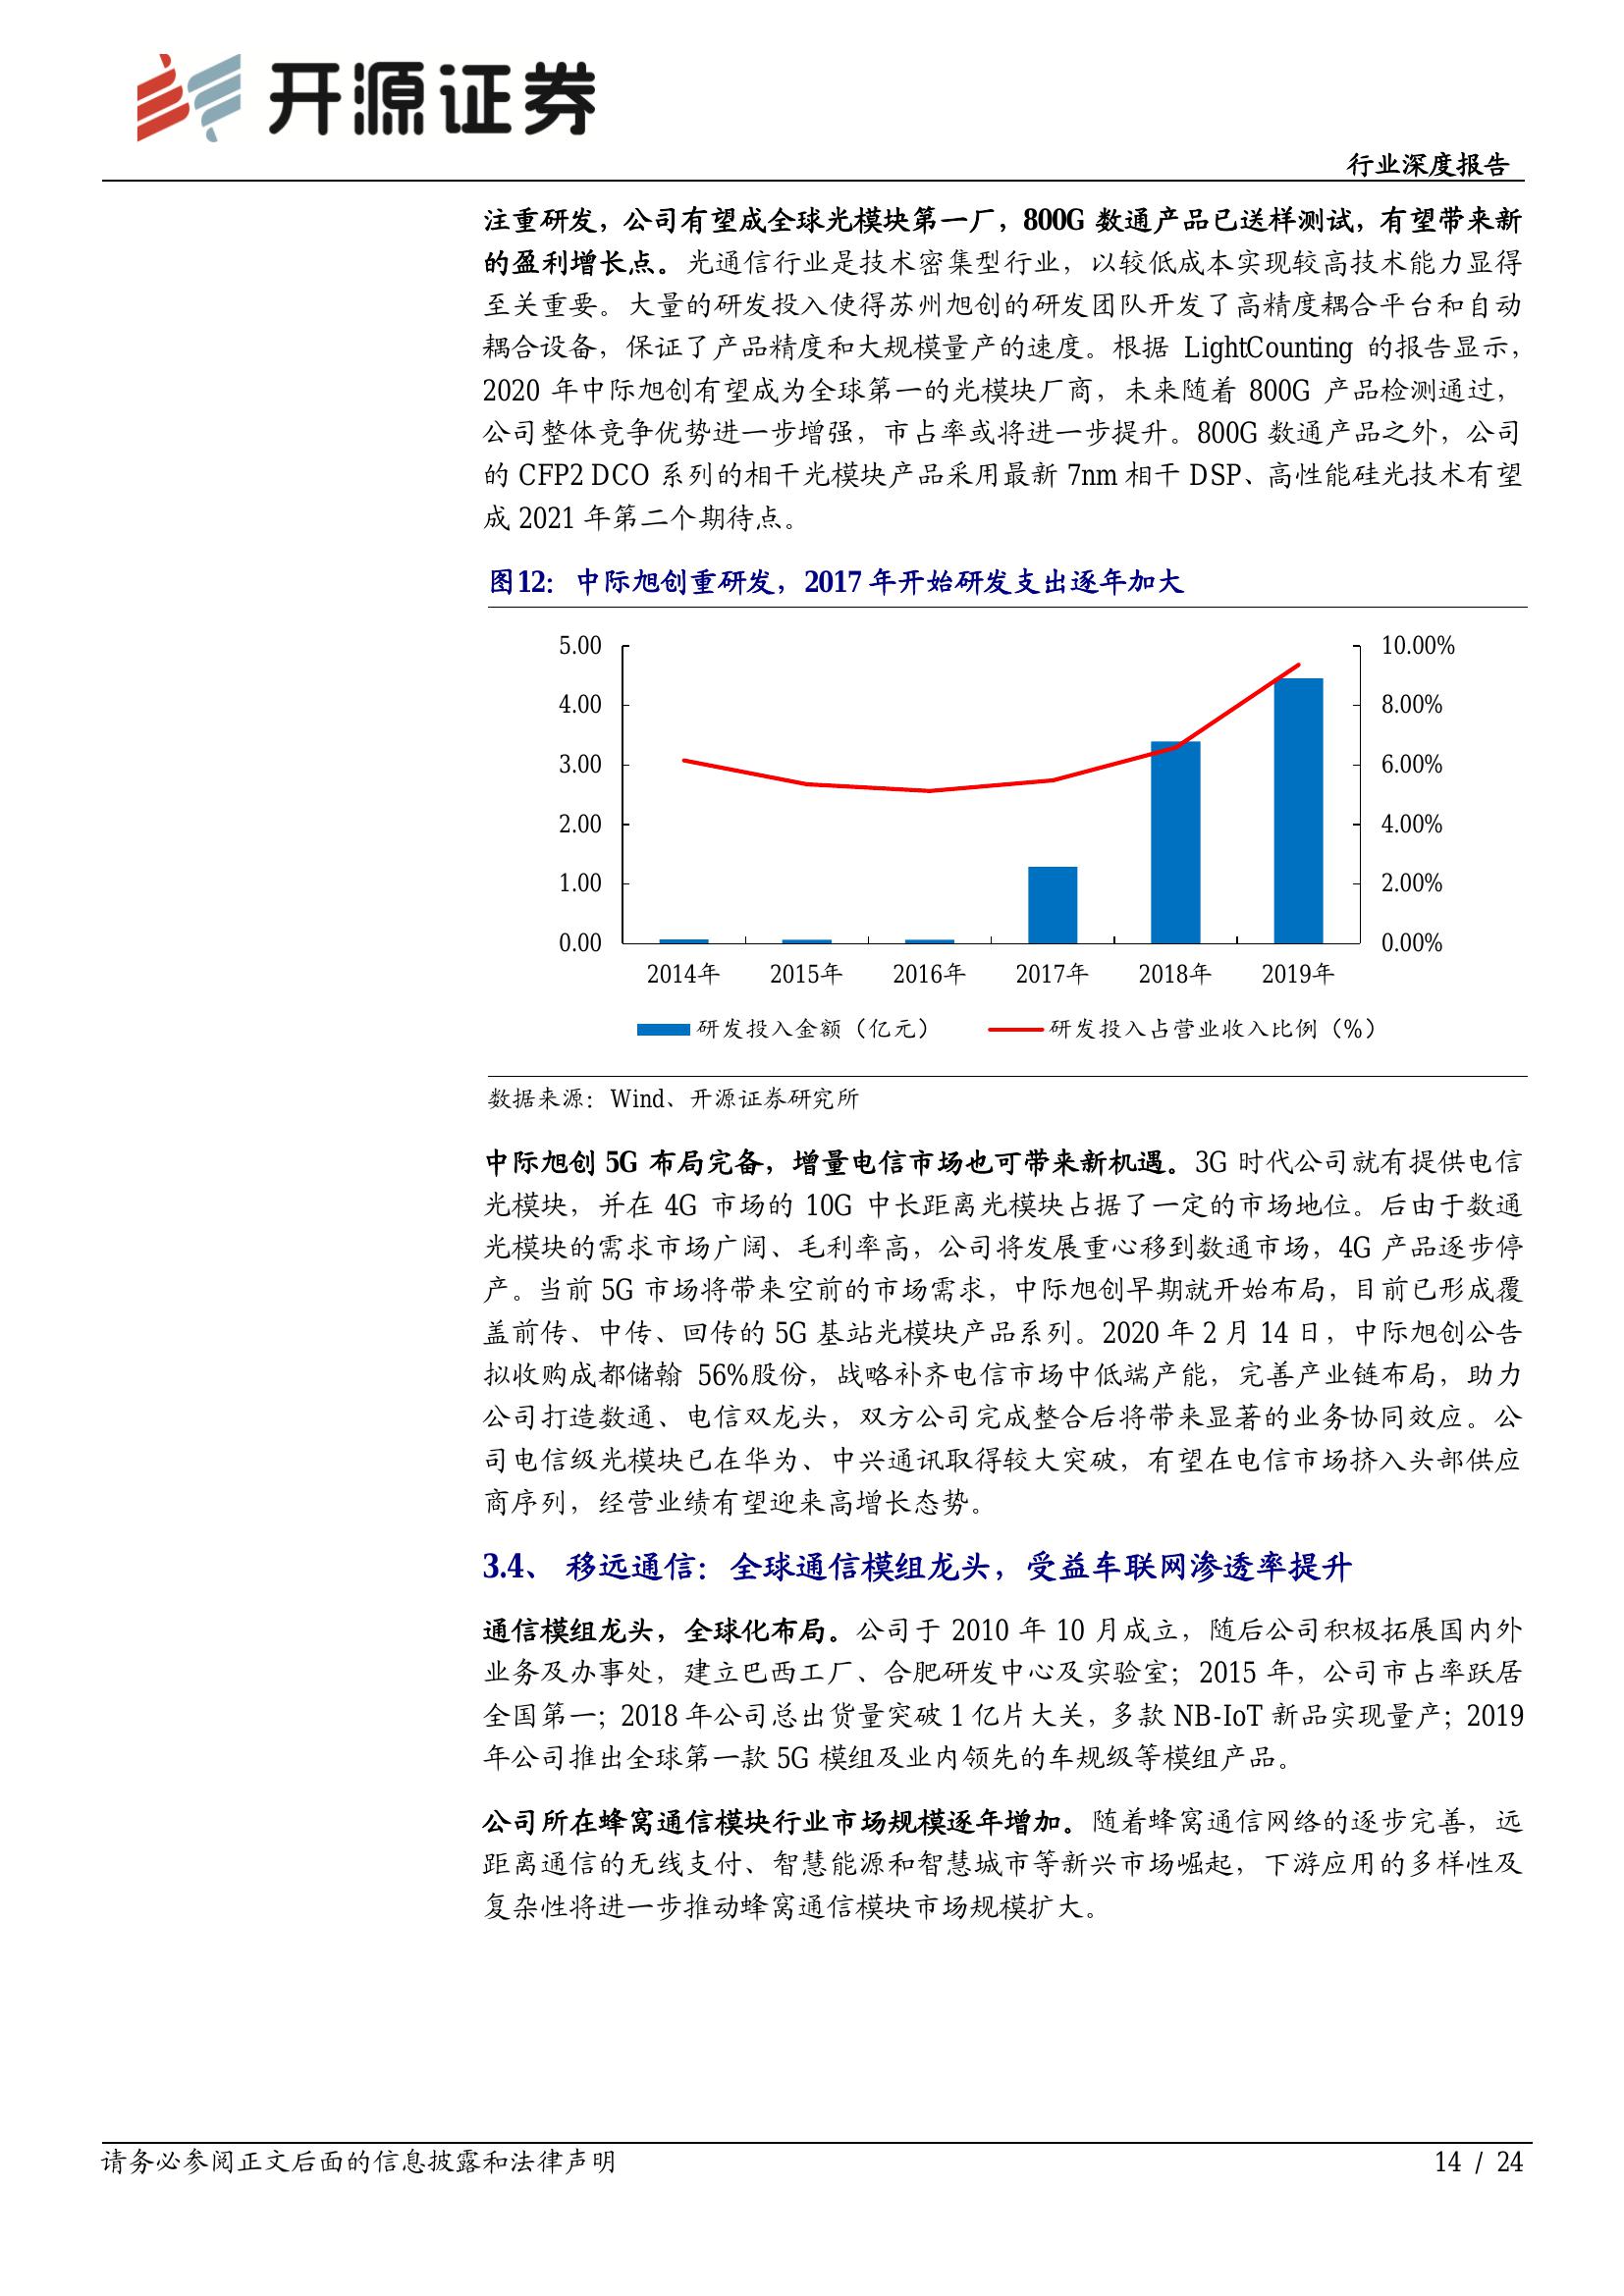 开源证券
行业深度报告
注重研发，公司有望成全球光模块第一厂，800G 数通产品已送样测试，有望带来新
的盈利增长点。光通信行业是技术密集型行业，以较低成本实现较高技术能力显得
至关重要。大量的研发投入使得苏州旭创的研发团队开发了高精度耦合平台和自动
耦合设备，保证了产品精度和大规模量产的速度。根据 LightCounting 的报告显示，
2020 年中际旭创有望成为全球第一的光模块厂商，未来随着 800G 产品检测通过，
公司整体竞争优势进一步增强，市占率或将进一步提升。800G 数通产品之外，公司
的 CFP2 DCO 系列的相干光模块产品采用最新 7nm 相干 DSP、高性能硅光技术有望
成 2021 年第二个期待点。
图12： 中际旭创重研发，2017 年开始研发支出逐年加大
5.00
4.00
3.00
2.00
1.00
0.00
10.00%
8.00%
6.00%
4.00%
2.00%
0.00%
2014年 2015年 2016年 2017年 2018年 2019年
研发投入金额（亿元） 研发投入占营业收入比例（%）
数据来源：Wind、开源证券研究所
中际旭创 5G 布局完备，增量电信市场也可带来新机遇。3G 时代公司就有提供电信
光模块，并在 4G 市场的 10G 中长距离光模块占据了一定的市场地位。后由于数通
光模块的需求市场广阔、毛利率高，公司将发展重心移到数通市场，4G 产品逐步停
产。当前 5G 市场将带来空前的市场需求，中际旭创早期就开始布局，目前已形成覆
盖前传、中传、回传的 5G 基站光模块产品系列。2020 年 2 月 14 日，中际旭创公告
拟收购成都储翰 56%股份，战略补齐电信市场中低端产能，完善产业链布局，助力
公司打造数通、电信双龙头，双方公司完成整合后将带来显著的业务协同效应。公
司电信级光模块已在华为、中兴通讯取得较大突破，有望在电信市场挤入头部供应
商序列，经营业绩有望迎来高增长态势。
3.4、 移远通信：全球通信模组龙头，受益车联网渗透率提升
通信模组龙头，全球化布局。公司于 2010 年 10 月成立，随后公司积极拓展国内外
业务及办事处，建立巴西工厂、合肥研发中心及实验室；2015 年，公司市占率跃居
全国第一；2018 年公司总出货量突破 1 亿片大关，多款 NB-IoT 新品实现量产；2019
年公司推出全球第一款 5G 模组及业内领先的车规级等模组产品。
公司所在蜂窝通信模块行业市场规模逐年增加。随着蜂窝通信网络的逐步完善，远
距离通信的无线支付、智慧能源和智慧城市等新兴市场崛起，下游应用的多样性及
复杂性将进一步推动蜂窝通信模块市场规模扩大。
请务必参阅正文后面的信息披露和法律声明
14 / 24